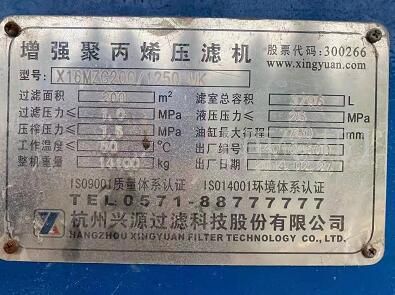 增强聚丙烯压滤机 股票代码:300266
www.xingyuan.cn
型号: X16MZG200/1250-
过滤面积 200 m² 滤室总容积 L
过滤压力≤ 1.0 MPa 液压压力≤ MPa
压榨压力≤ 1.5 MPa 油缸最大行程 mm
工作温度≤ °C 出厂编号
整机重量 kg 出厂日期
ISO9001质量体系认证 ISO14001环境体系认证
TEL0571-88777777
杭州兴源过滤科技股份有限公司
HANGZHOU XINGYUAN FILTER TECHNOLOGY CO.,LTD.